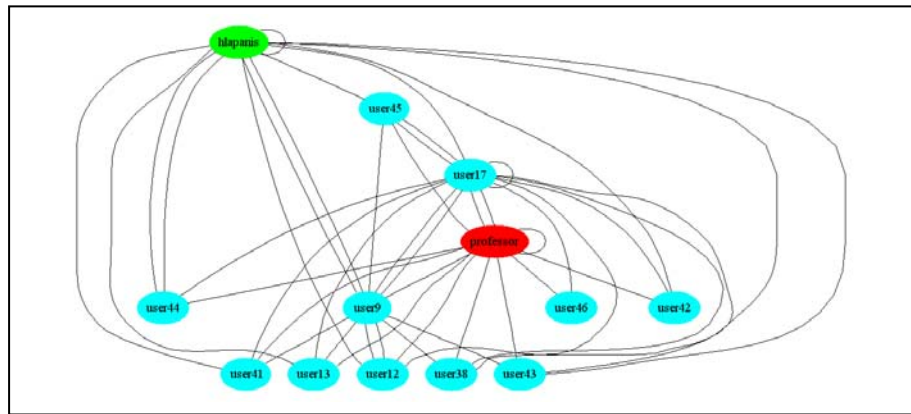 hlapanis
user45
user17
professor
user44 user9 user46 user42
user41 user13 user12 user38 user43